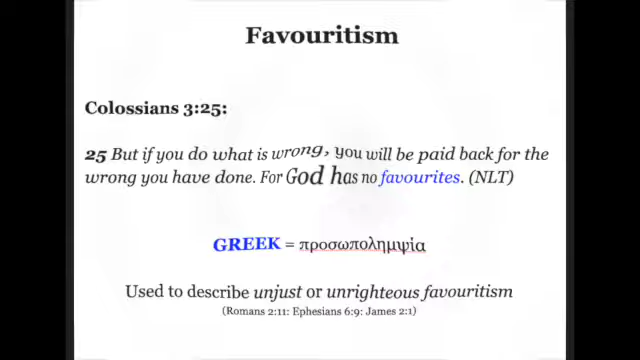 Favouritism
Colossians 3:25:
25 But if you do what is wrong, you will be paid back for the
wrong you have done. For God has no favourites. (NLT)
GREEK = προσωπολημψία
Used to describe unjust or unrighteous favouritism
(Romans 2:11: Ephesians 6:9: James 2:1)